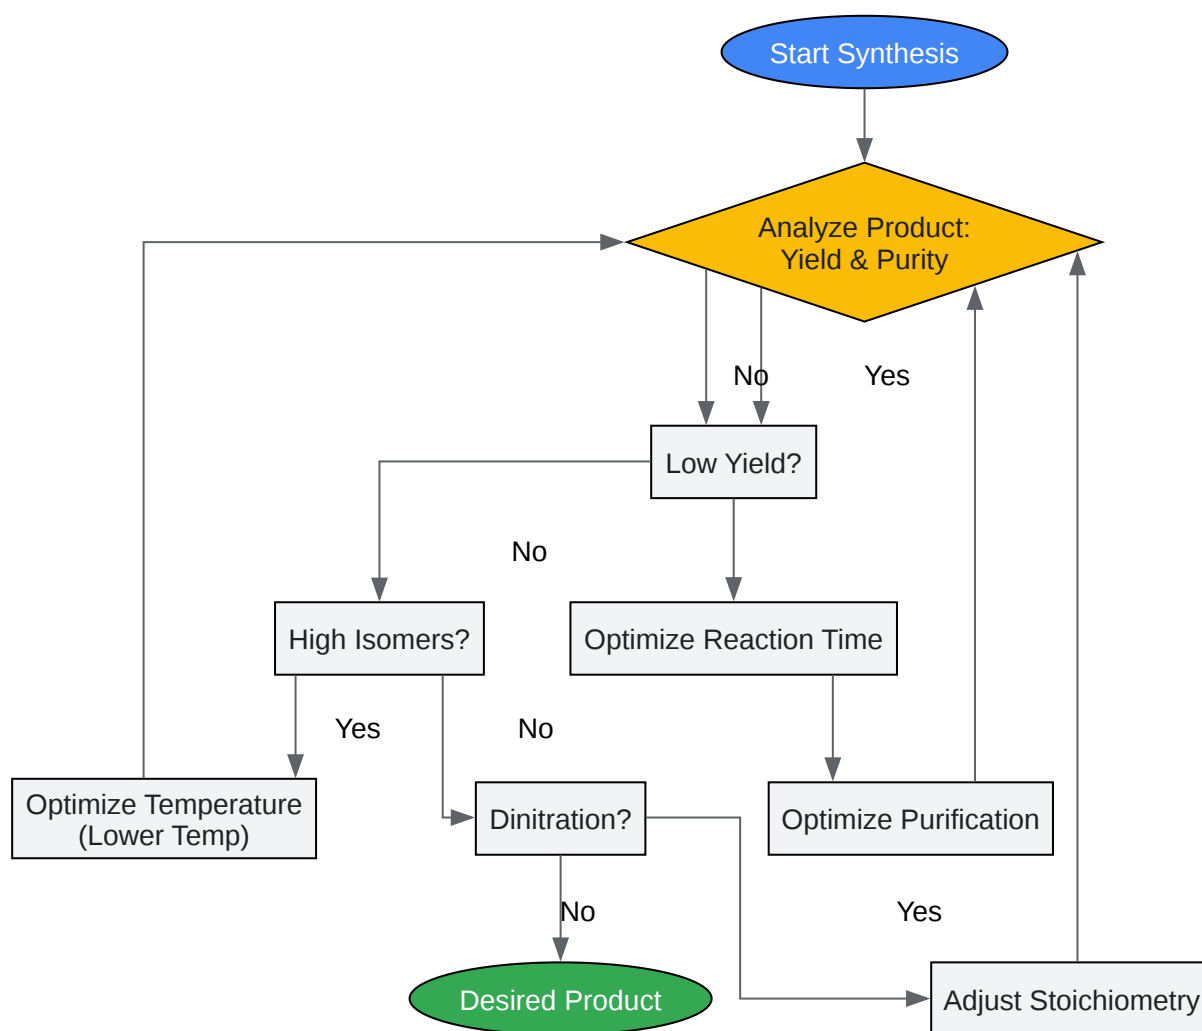 Start Synthesis
Analyze Product:
Yield & Purity
No
Yes
Low Yield?
No
High Isomers?
Optimize Reaction Time
Yes
No
Optimize Temperature
(Lower Temp)
Dinitration?
Optimize Purification
No
Yes
Desired Product
Adjust Stoichiometry